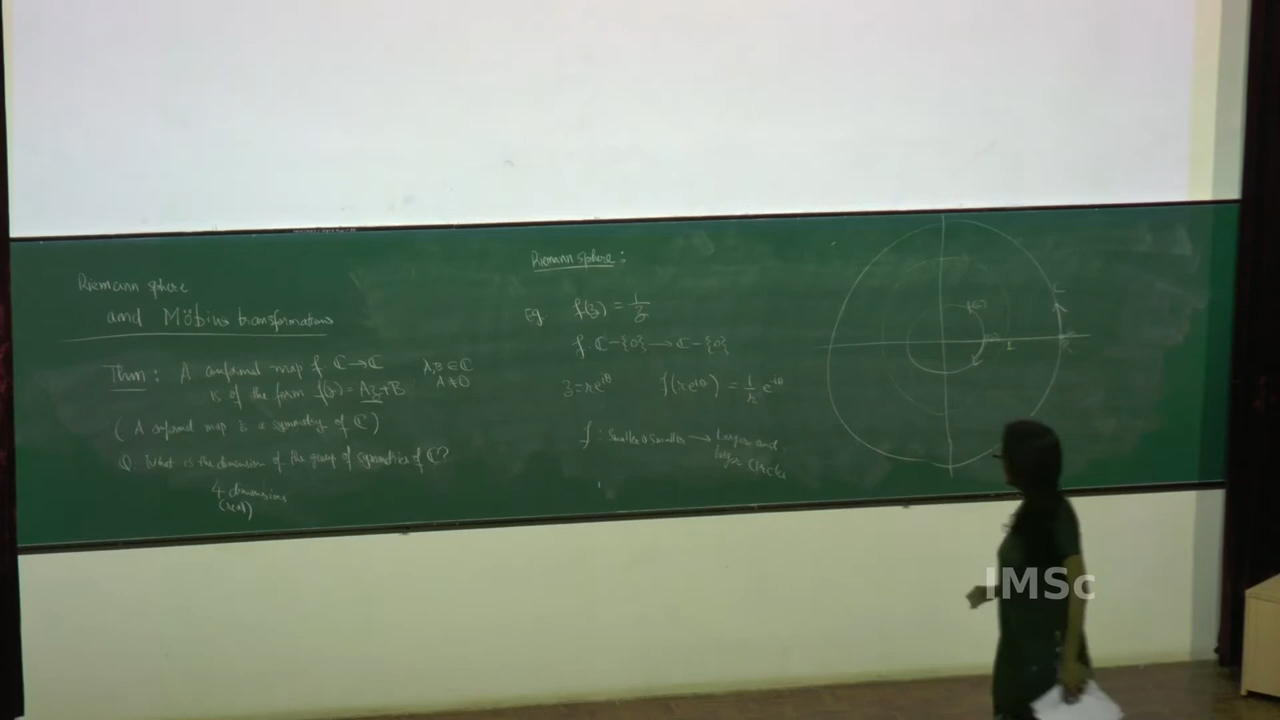 Riemann sphere
and Möbius transformations
Thm: A conformal map f ℂ→ℂ
is of the form f(z) = Az+B
A,B ∈ ℂ
A ≠ 0
(A conformal map is a symmetry of ℂ)
Q. What is the dimension of the group of symmetries of ℂ?
4 dimensions
(real)
Riemann sphere:
Eg. f(z) = 1/z
f: ℂ-{0} → ℂ-{0}
z = re^{iθ} f(re^{iθ}) = 1/r e^{-iθ}
f: Smaller & smaller → Larger and
larger circles
1
IMSc